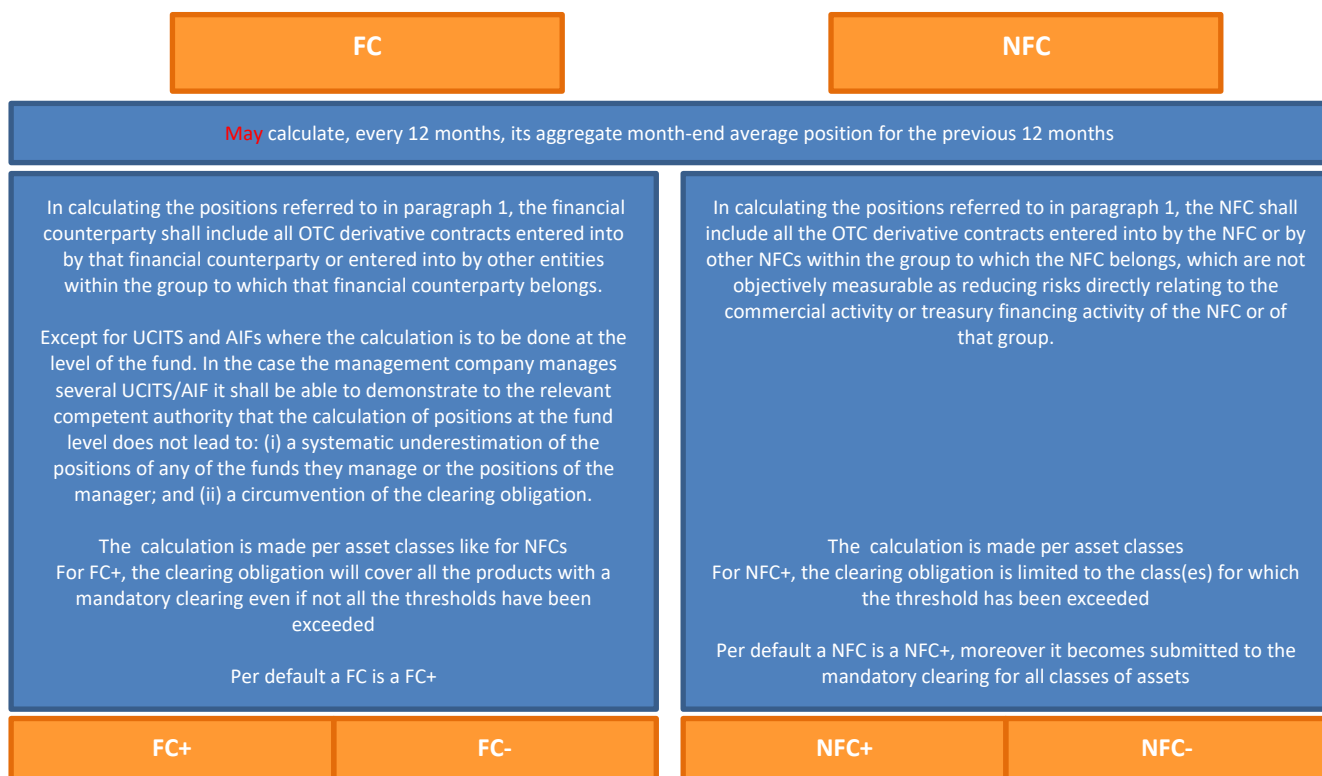 FC
NFC
May calculate, every 12 months, its aggregate month-end average position for the previous 12 months
In calculating the positions referred to in paragraph 1, the financial
counterparty shall include all OTC derivative contracts entered into
by that financial counterparty or entered into by other entities
within the group to which that financial counterparty belongs.
Except for UCITS and AIFs where the calculation is to be done at the
level of the fund. In the case the management company manages
several UCITS/AIF it shall be able to demonstrate to the relevant
competent authority that the calculation of positions at the fund
level does not lead to: (i) a systematic underestimation of the
positions of any of the funds they manage or the positions of the
manager; and (ii) a circumvention of the clearing obligation.
The calculation is made per asset classes like for NFCs
For FC+, the clearing obligation will cover all the products with a
mandatory clearing even if not all the thresholds have been
exceeded
Per default a FC is a FC+
In calculating the positions referred to in paragraph 1, the NFC shall
include all the OTC derivative contracts entered into by the NFC or by
other NFCs within the group to which the NFC belongs, which are not
objectively measurable as reducing risks directly relating to the
commercial activity or treasury financing activity of the NFC or of
that group.
The calculation is made per asset classes
For NFC+, the clearing obligation is limited to the class(es) for which
the threshold has been exceeded
Per default a NFC is a NFC+, moreover it becomes submitted to the
mandatory clearing for all classes of assets
FC+
FC-
NFC+
NFC-